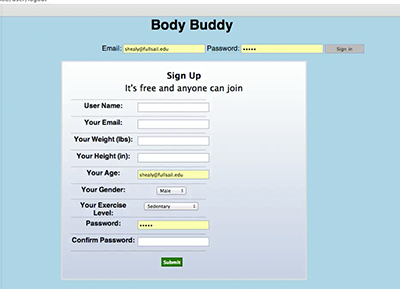 Body Buddy
Email: shealy@fullsail.edu Password: ••••• Sign in
Sign Up
It's free and anyone can join
User Name:
Your Email:
Your Weight (lbs):
Your Height (in):
Your Age: shealy@fullsail.edu
Your Gender: Male
Your Exercise Level: Sedentary
Password: •••••
Confirm Password:
Submit